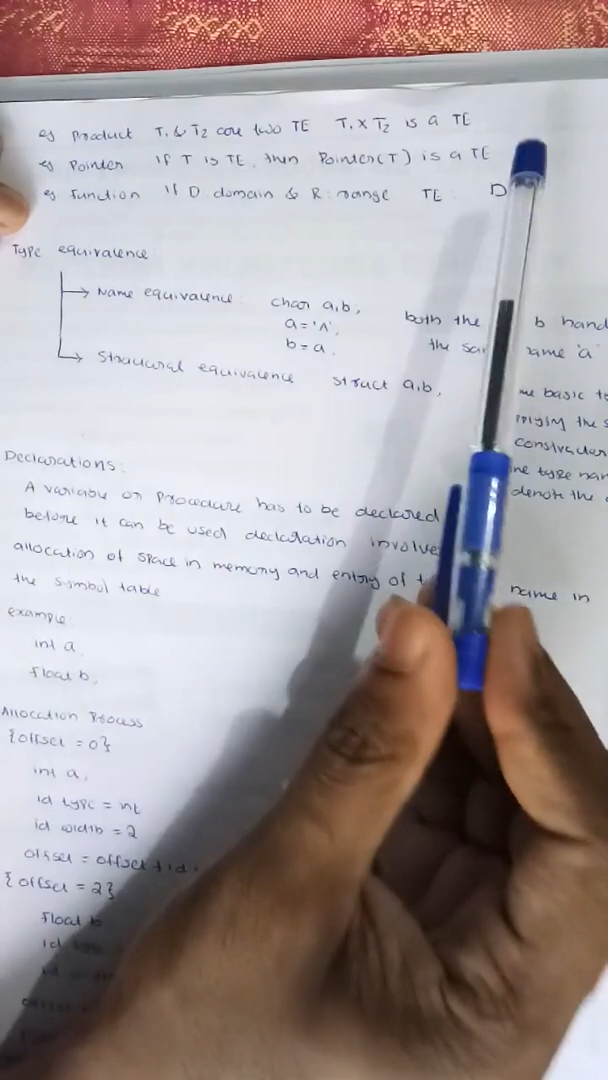 eg Product T1 & T2 are two TE T1 X T2 is a TE
eg Pointer if T is TE, then Pointer(T) is a TE
eg function if D domain & R: range TE: D
Type equivalence
Name equivalence: char a,b, both the b hand
a='A', the name 'a'
b=a.
Structural equivalence struct a,b, basic
the s
constructor
type
denote the
Declarations:
A variable or Procedure has to be declared
before it can be used declaration
allocation of space in memory and entry of name in
the symbol table
example:
int a,
float b,
Allocation Process
{offset = 0}
int a,
id type = int
id width = 2
offset = offset + id.
{offset = 2}
float b
id